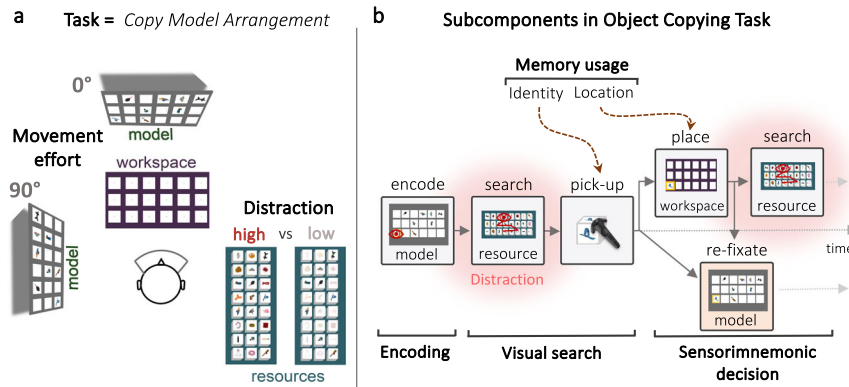 a
Task = Copy Model Arrangement
0°
model
Movement
effort
workspace
90°
model
Distraction
high vs low
resources
b
Subcomponents in Object Copying Task
Memory usage
Identity Location
encode
model
search
resource
Distraction
pick-up
place
workspace
search
resource
re-fixate
model
time
Encoding
Visual search
Sensorimnemonic
decision